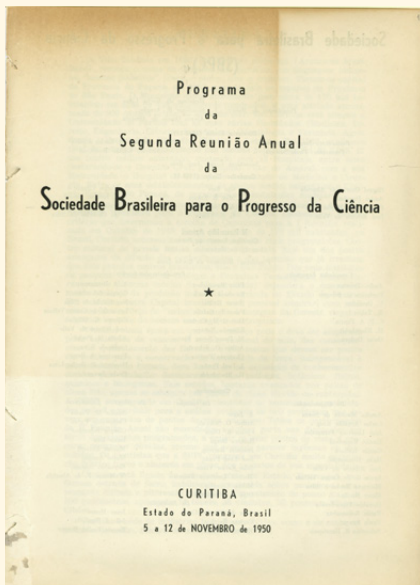 Programa
da
Segunda Reunião Anual
da
Sociedade Brasileira para o Progresso da Ciência
★
CURITIBA
Estado do Paraná, Brasil
5 a 12 de NOVEMBRO de 1950